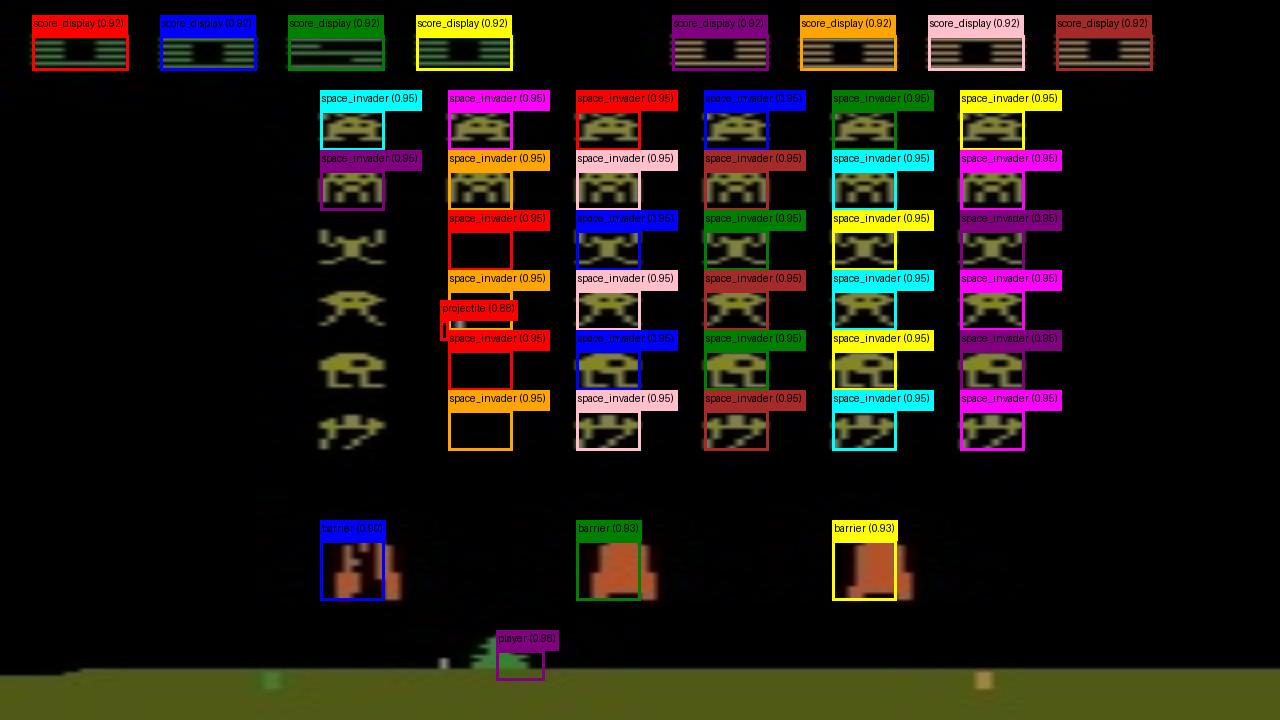 score_display (0.92) score_display (0.92) score_display (0.92) score_display (0.92) score_display (0.92) score_display (0.92) score_display (0.92) score_display (0.92)
space_invader (0.95) space_invader (0.95) space_invader (0.95) space_invader (0.95) space_invader (0.95) space_invader (0.95)
space_invader (0.95) space_invader (0.95) space_invader (0.95) space_invader (0.95) space_invader (0.95) space_invader (0.95)
space_invader (0.95) space_invader (0.95) space_invader (0.95) space_invader (0.95) space_invader (0.95)
space_invader (0.95) space_invader (0.95) space_invader (0.95) space_invader (0.95) space_invader (0.95)
projectile (0.88)
space_invader (0.95) space_invader (0.95) space_invader (0.95) space_invader (0.95) space_invader (0.95)
space_invader (0.95) space_invader (0.95) space_invader (0.95) space_invader (0.95) space_invader (0.95)
barrier (0.90) barrier (0.93) barrier (0.93)
player (0.98)